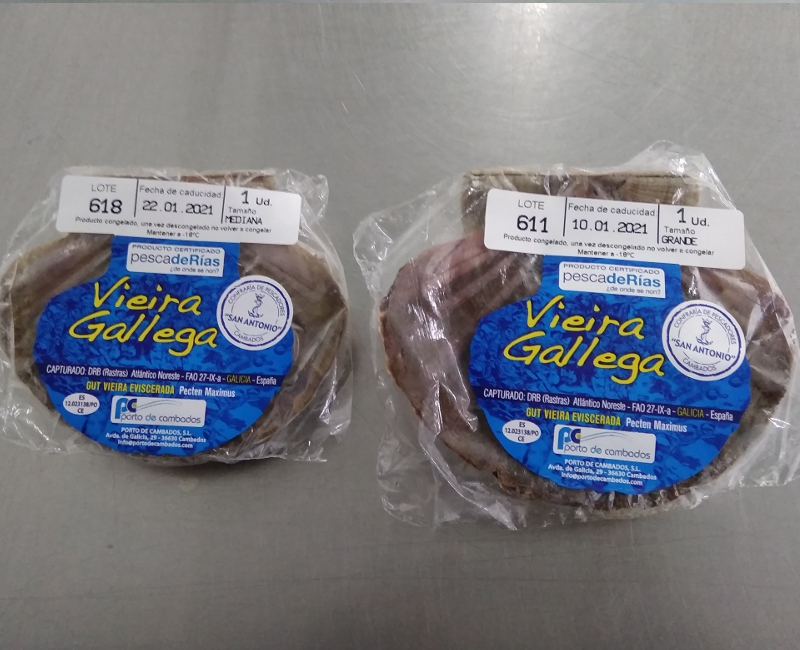 LOTE
618
Fecha de caducidad
22.01.2021
1 Ud.
Tamaño
MEDIANA
Producto congelado, una vez descongelado no volver a congelar
Mantener a -18ºC
PRODUCTO CERTIFICADO
pescadeRías
¿de onde se non?
Vieira
Gallega
CONFRARIA DE PESCADORES
"SAN ANTONIO"
CAMBADOS
CAPTURADO: DRB (Rastras) Atlántico Noreste - FAO 27-IX-a - GALICIA - España
GUT VIEIRA EVISCERADA Pecten Maximus
ES
12.023138/PO
CE
PC
porto de cambados
PORTO DE CAMBADOS, S.L.
Avda. de Galicia, 29 - 36630 Cambados
info@portodecambados.com
LOTE
611
Fecha de caducidad
10.01.2021
1 Ud.
Tamaño
GRANDE
Producto congelado, una vez descongelado no volver a congelar
Mantener a -18ºC
PRODUCTO CERTIFICADO
pescadeRías
¿de onde se non?
Vieira
Gallega
CONFRARIA DE PESCADORES
"SAN ANTONIO"
CAMBADOS
CAPTURADO: DRB (Rastras) Atlántico Noreste - FAO 27-IX-a - GALICIA - España
GUT VIEIRA EVISCERADA Pecten Maximus
ES
12.023138/PO
CE
PC
porto de cambados
PORTO DE CAMBADOS, S.L.
Avda. de Galicia, 29 - 36630 Cambados
info@portodecambados.com